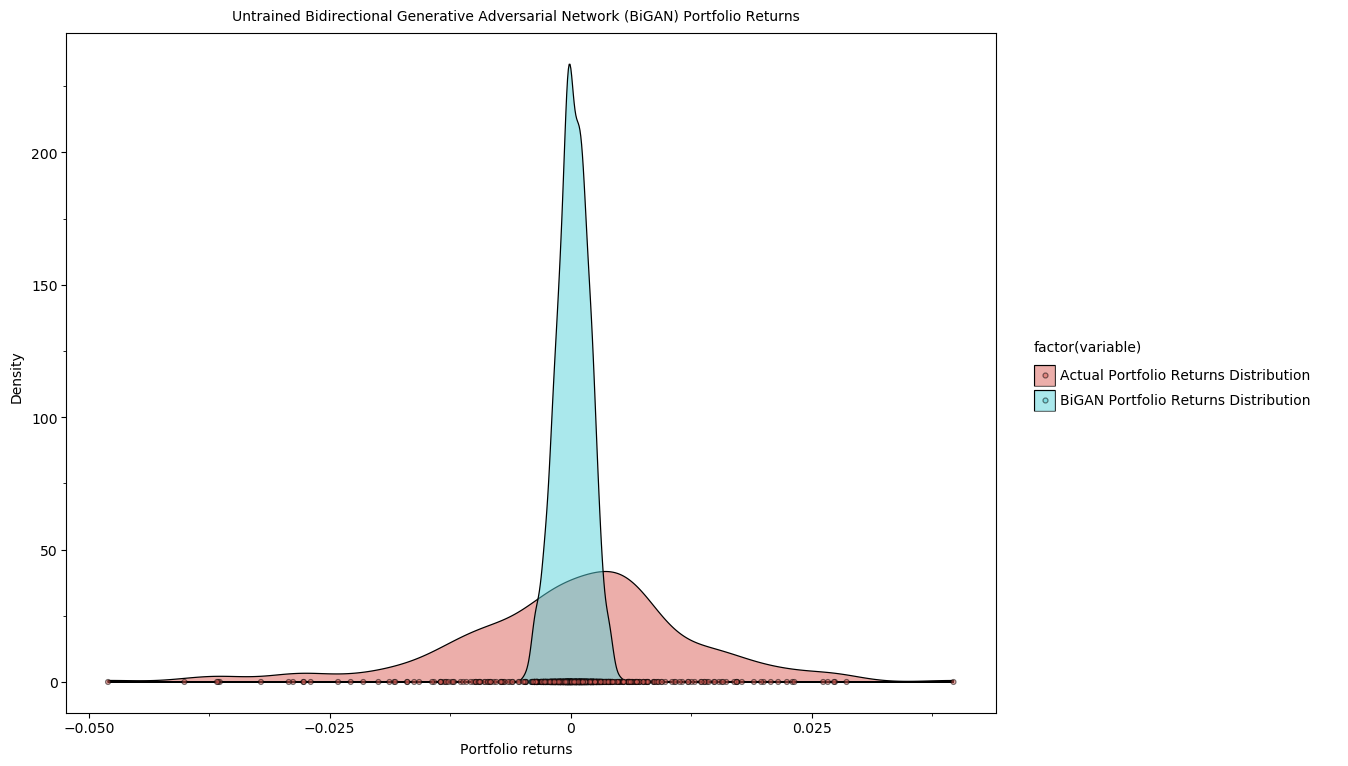 Untrained Bidirectional Generative Adversarial Network (BiGAN) Portfolio Returns
200
150
100
50
0
Density
−0.050
−0.025
0
0.025
Portfolio returns
factor(variable)
Actual Portfolio Returns Distribution
BiGAN Portfolio Returns Distribution